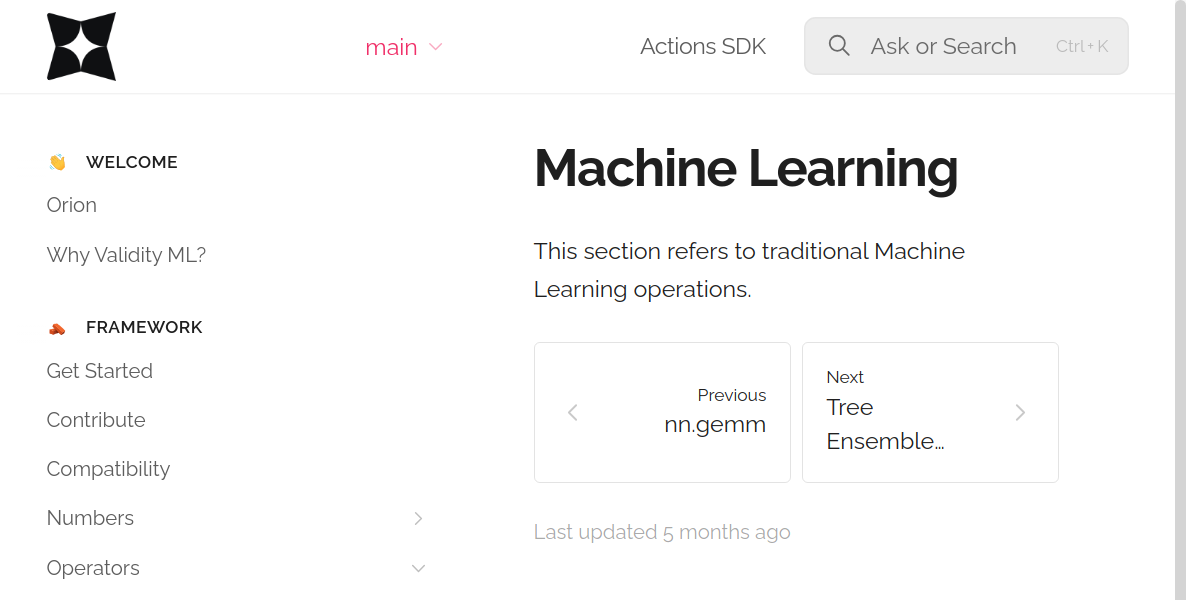 main
Actions SDK
Ask or Search
Ctrl + K
WELCOME
Orion
Why Validity ML?
FRAMEWORK
Get Started
Contribute
Compatibility
Numbers
Operators
Machine Learning
This section refers to traditional Machine
Learning operations.
Previous
nn.gemm
Next
Tree
Ensemble...
Last updated 5 months ago